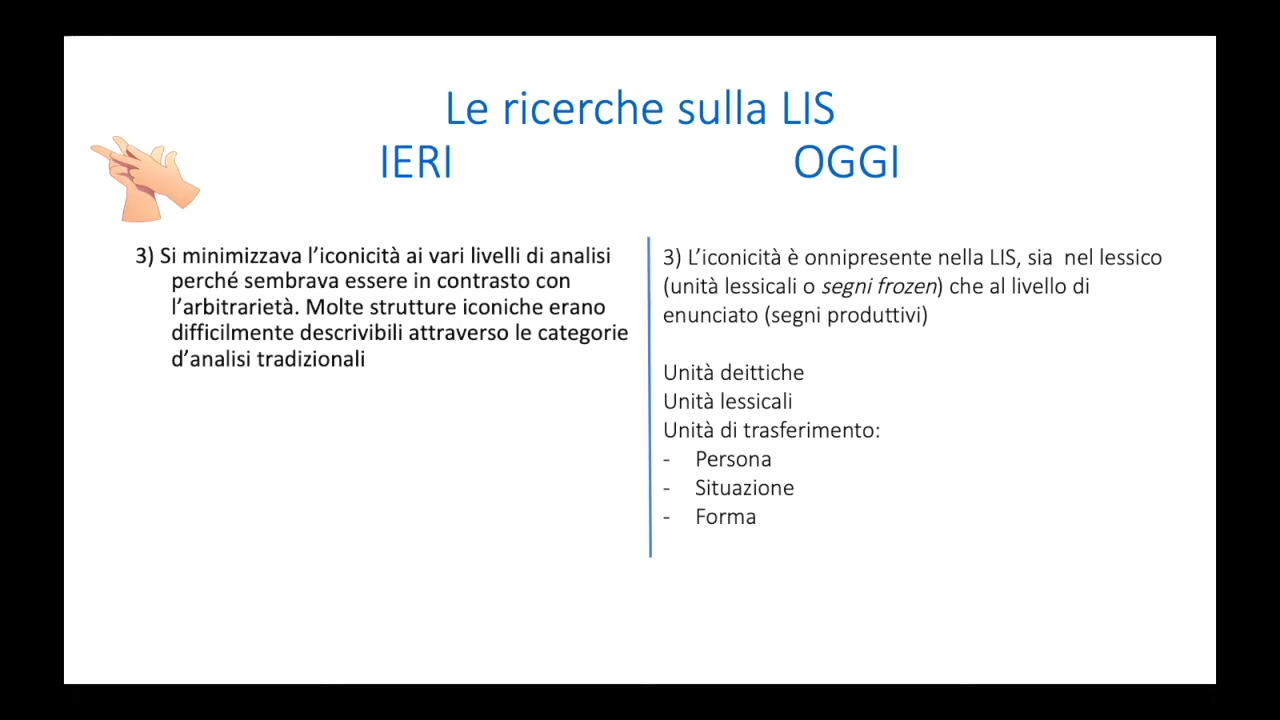 Le ricerche sulla LIS
IERI
OGGI
3) Si minimizzava l’iconicità ai vari livelli di analisi
perché sembrava essere in contrasto con
l’arbitrarietà. Molte strutture iconiche erano
difficilmente descrivibili attraverso le categorie
d’analisi tradizionali
3) L’iconicità è onnipresente nella LIS, sia  nel lessico
(unità lessicali o segni frozen) che al livello di
enunciato (segni produttivi)
Unità deittiche
Unità lessicali
Unità di trasferimento:
- Persona
- Situazione
- Forma